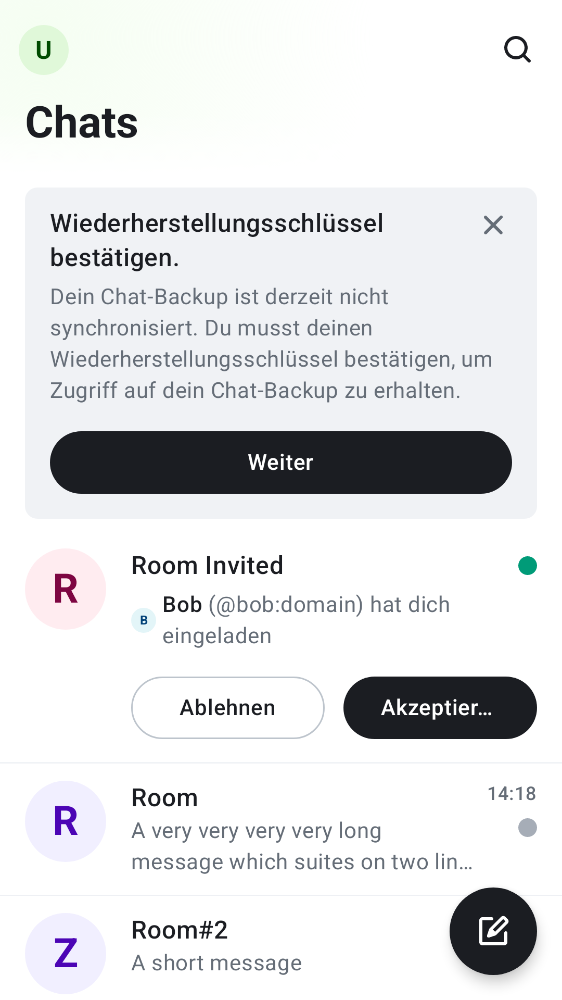 U
Chats
Wiederherstellungsschlüssel
bestätigen.
Dein Chat-Backup ist derzeit nicht
synchronisiert. Du musst deinen
Wiederherstellungsschlüssel bestätigen, um
Zugriff auf dein Chat-Backup zu erhalten.
Weiter
R
Room Invited
B
Bob (@bob:domain) hat dich
eingeladen
Ablehnen
Akzeptier…
R
Room
14:18
A very very very very long
message which suites on two lin…
Z
Room#2
A short message